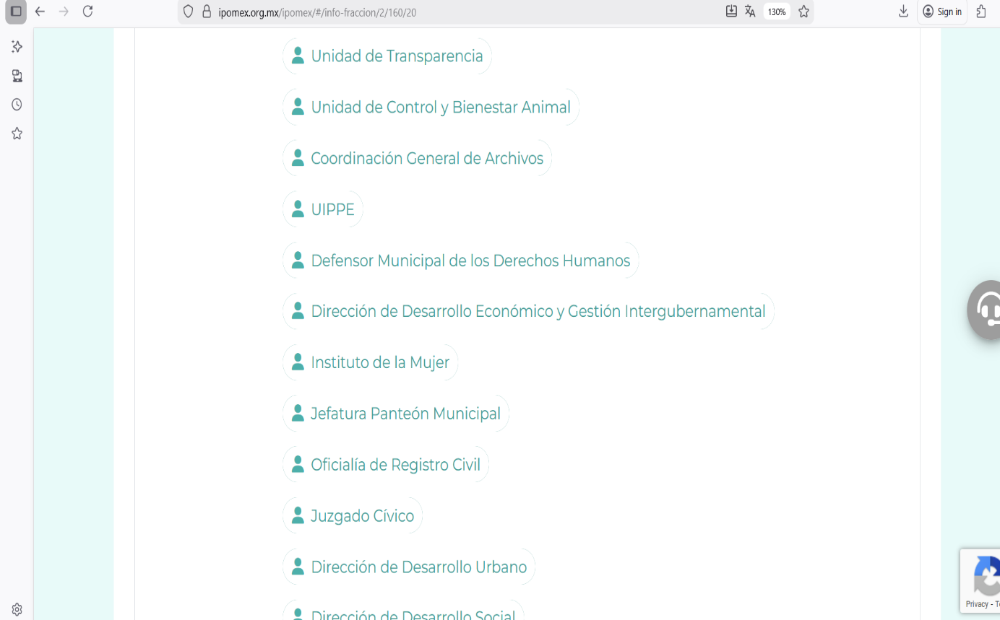 ipomex.org.mx/ipomex/#/info-fraccion/2/160/20
130%
Sign in
Unidad de Transparencia
Unidad de Control y Bienestar Animal
Coordinación General de Archivos
UIPPE
Defensor Municipal de los Derechos Humanos
Dirección de Desarrollo Económico y Gestión Intergubernamental
Instituto de la Mujer
Jefatura Panteón Municipal
Oficialía de Registro Civil
Juzgado Cívico
Dirección de Desarrollo Urbano
Dirección de Desarrollo Social
Privacy -